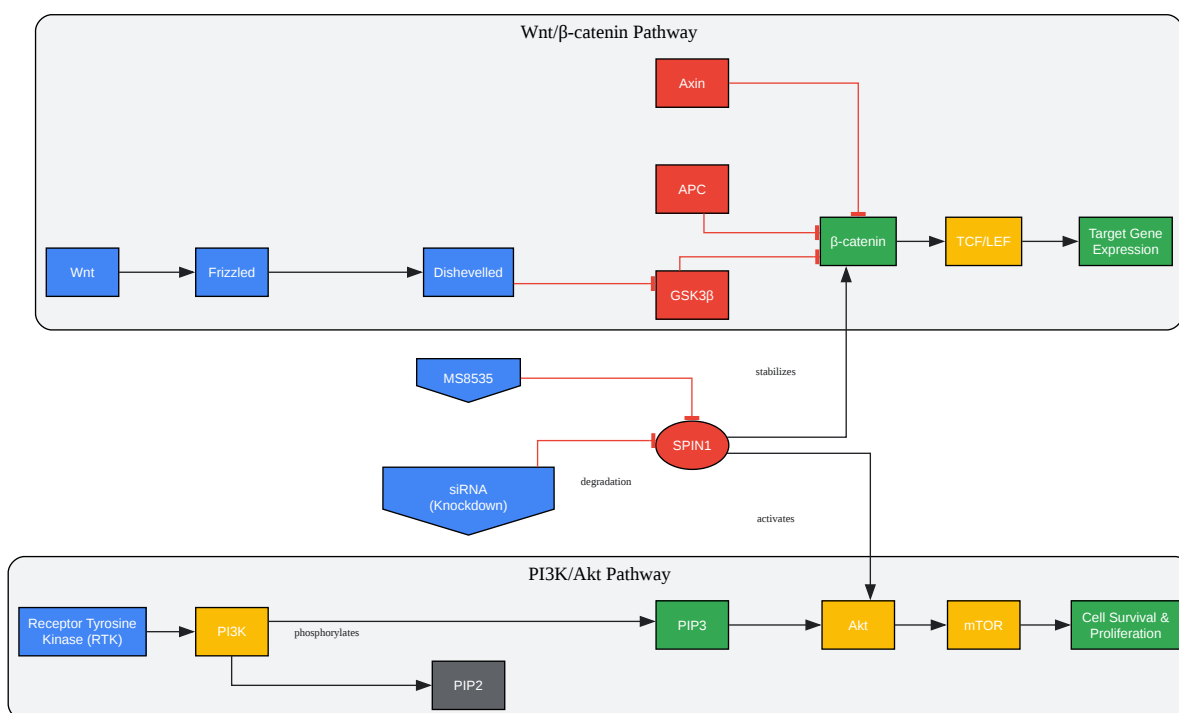 Wnt/β-catenin Pathway
Axin
APC
β-catenin
TCF/LEF
Target Gene
Expression
Wnt
Frizzled
Dishevelled
GSK3β
MS8535
stabilizes
SPIN1
siRNA
(Knockdown)
degradation
activates
PI3K/Akt Pathway
Receptor Tyrosine
Kinase (RTK)
PI3K
phosphorylates
PIP3
Akt
mTOR
Cell Survival &
Proliferation
PIP2